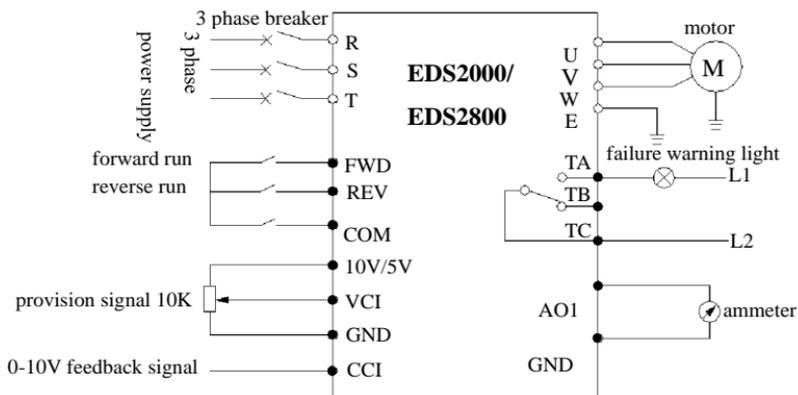 3 phase breaker
3 phase
power supply
R
S
T
EDS2000/
EDS2800
U
V
W
E
motor
M
forward run
reverse run
FWD
REV
COM
TA
TB
TC
failure warning light
L1
L2
10V/5V
provision signal 10K
VCI
GND
0-10V feedback signal
CCI
AO1
ammeter
GND